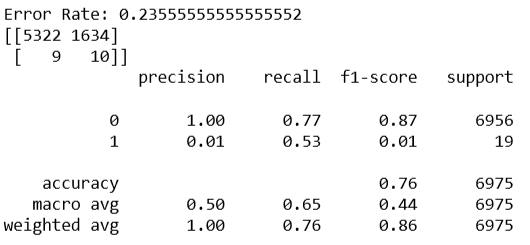 Error Rate: 0.23555555555555552
[[5322 1634]
[ 9 10]]
precision recall f1-score support
0 1.00 0.77 0.87 6956
1 0.01 0.53 0.01 19
accuracy 0.76 6975
macro avg 0.50 0.65 0.44 6975
weighted avg 1.00 0.76 0.86 6975